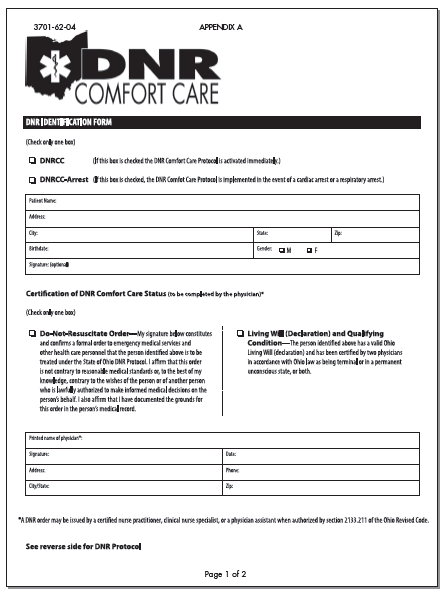 3701-62-04 APPENDIX A
DNR
COMFORT CARE
DNR IDENTIFICATION FORM
(Check only one box)
DNRCC (If this box is checked the DNR Comfort Care Protocol is activated immediately.)
DNRCC-Arrest (If this box is checked, the DNR Comfot Care Protocol is implemented in the event of a cardiac arrest or a respiratory arrest.)
Patient Name:
Address:
City: State: Zip:
Birthdate: Gender: M F
Signature (optional)
Certification of DNR Comfort Care Status (to be completed by the physician)*
(Check only one box)
Do-Not-Resuscitate Order—My signature below constitutes
and confirms a formal order to emergency medical services and
other health care personnel that the person identified above is to be
treated under the State of Ohio DNR Protocol. I affirm that this order
is not contrary to reasonable medical standards or, to the best of my
knowledge, contrary to the wishes of the person or of another person
who is lawfully authorized to make informed medical decisions on the
person's behalf. I also affirm that I have documented the grounds for
this order in the person's medical record.
Living Will (Declaration) and Qualifying
Condition—The person identified above has a valid Ohio
Living Will (declaration) and has been certified by two physicians
in accordance with Ohio law as being terminal or in a permanent
unconscious state, or both.
Printed name of physician*:
Signature: Date:
Address: Phone:
City/State: Zip:
*A DNR order may be issued by a certified nurse practitioner, clinical nurse specialist, or a physician assistant when authorized by section 2133.211 of the Ohio Revised Code.
See reverse side for DNR Protocol
Page 1 of 2